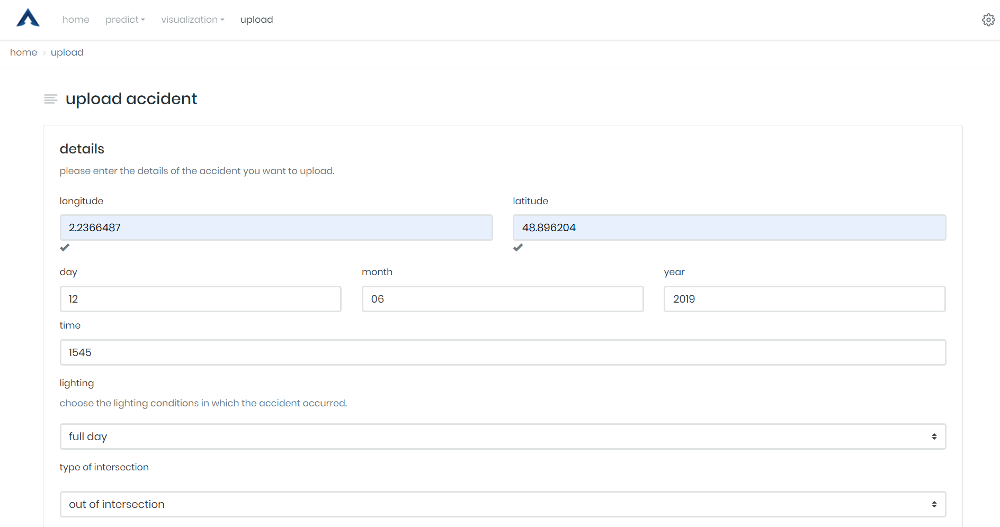 home predict visualization upload
home > upload
upload accident
details
please enter the details of the accident you want to upload.
longitude latitude
2.2366487 48.896204
day month year
12 06 2019
time
1545
lighting
choose the lighting conditions in which the accident occurred.
full day
type of intersection
out of intersection